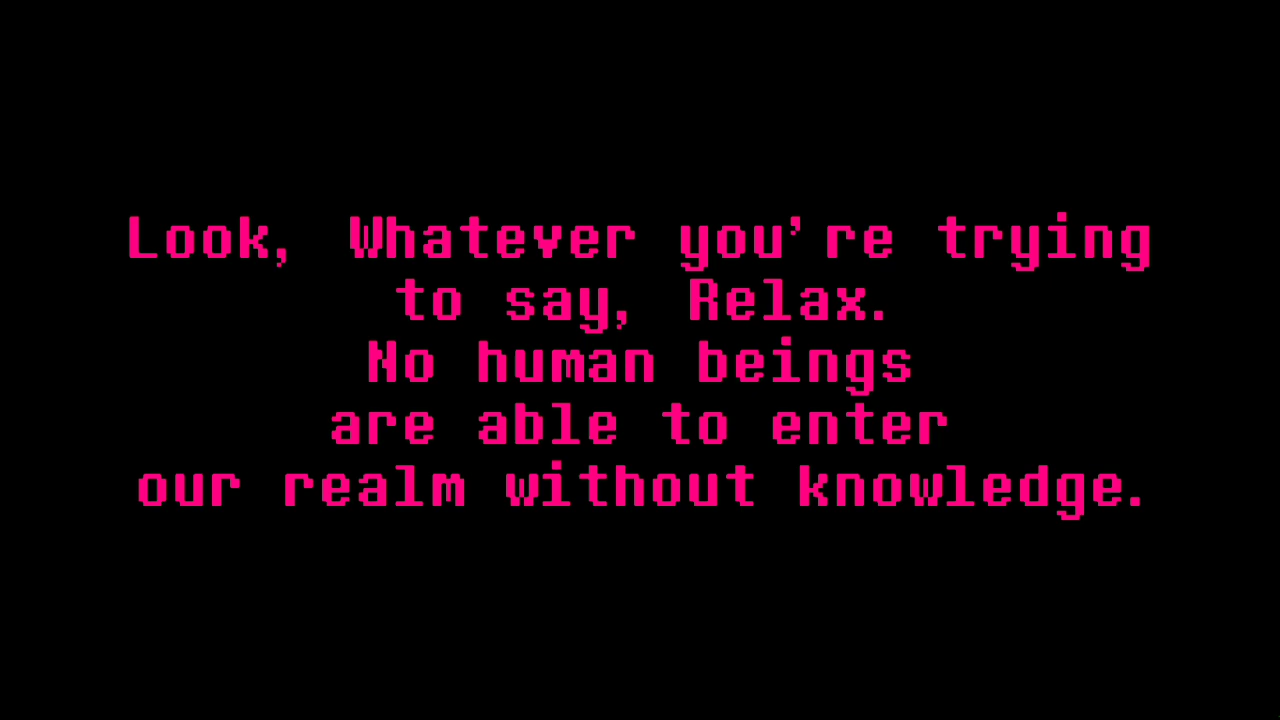 Look, Whatever you're trying
to say, Relax.
No human beings
are able to enter
our realm without knowledge.